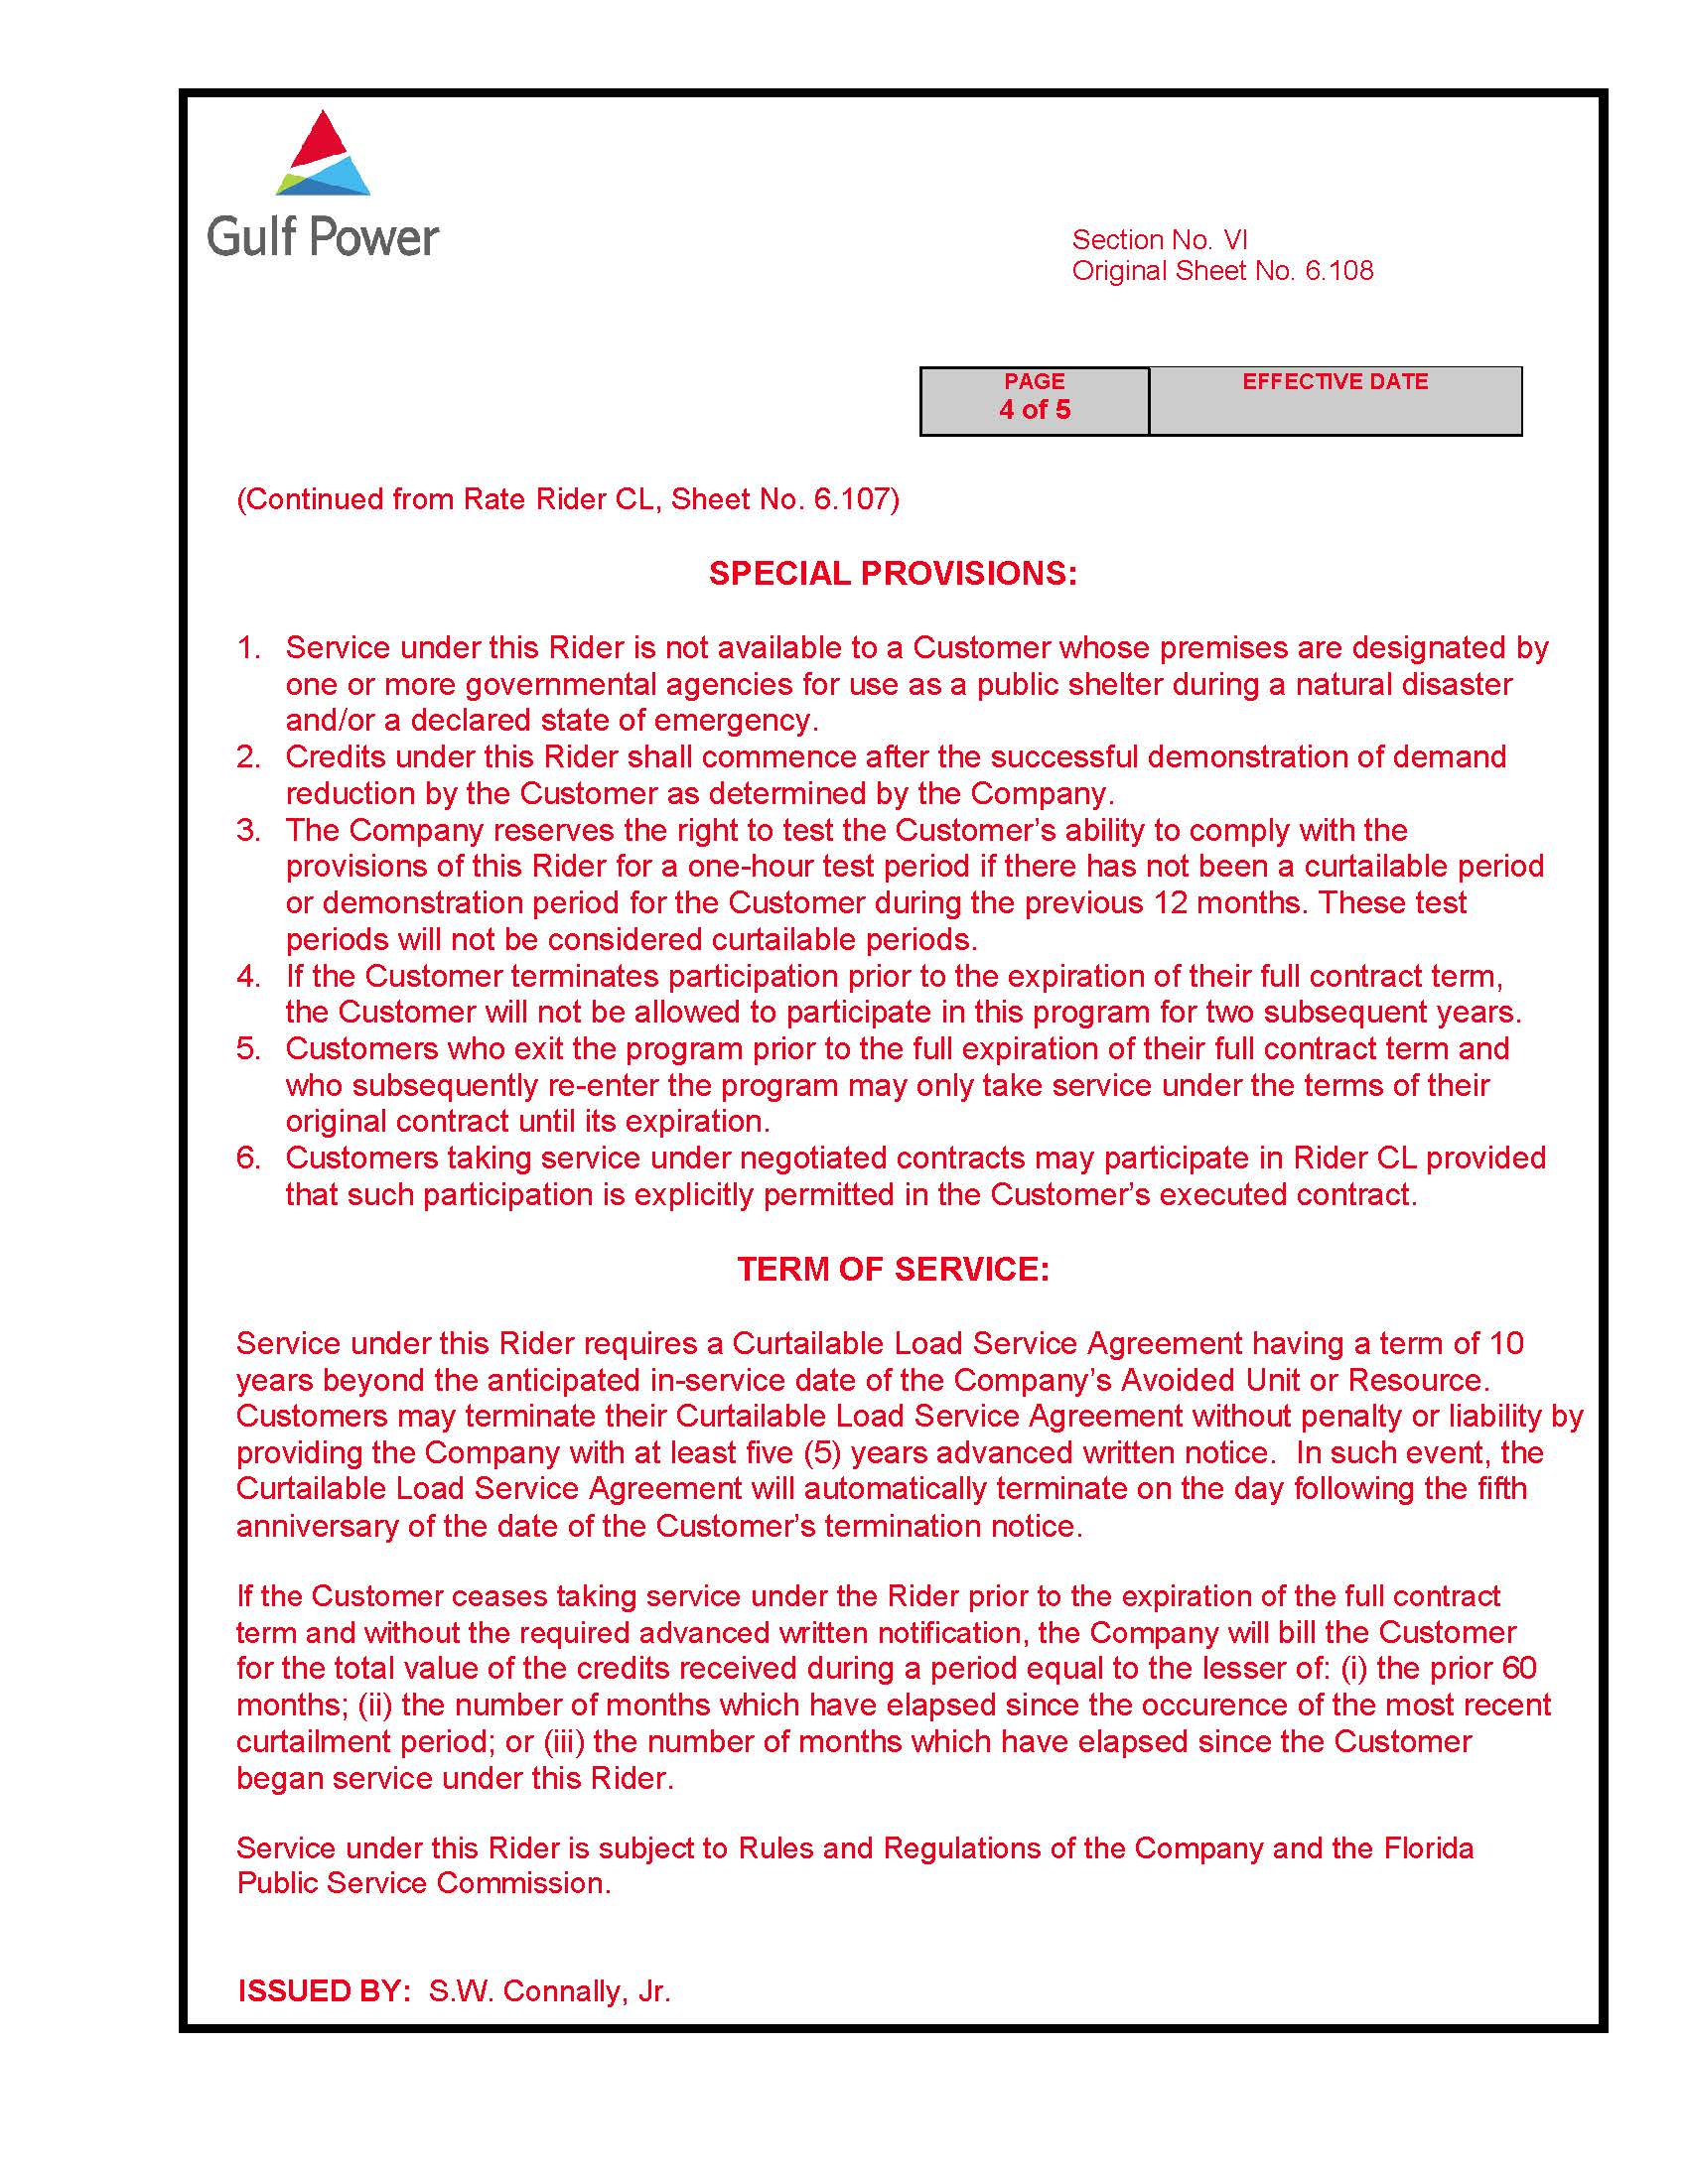 Gulf Power
Section No. VI
Original Sheet No. 6.108
PAGE
4 of 5
EFFECTIVE DATE
(Continued from Rate Rider CL, Sheet No. 6.107)
SPECIAL PROVISIONS:
1. Service under this Rider is not available to a Customer whose premises are designated by
one or more governmental agencies for use as a public shelter during a natural disaster
and/or a declared state of emergency.
2. Credits under this Rider shall commence after the successful demonstration of demand
reduction by the Customer as determined by the Company.
3. The Company reserves the right to test the Customer's ability to comply with the
provisions of this Rider for a one-hour test period if there has not been a curtailable period
or demonstration period for the Customer during the previous 12 months. These test
periods will not be considered curtailable periods.
4. If the Customer terminates participation prior to the expiration of their full contract term,
the Customer will not be allowed to participate in this program for two subsequent years.
5. Customers who exit the program prior to the full expiration of their full contract term and
who subsequently re-enter the program may only take service under the terms of their
original contract until its expiration.
6. Customers taking service under negotiated contracts may participate in Rider CL provided
that such participation is explicitly permitted in the Customer's executed contract.
TERM OF SERVICE:
Service under this Rider requires a Curtailable Load Service Agreement having a term of 10
years beyond the anticipated in-service date of the Company's Avoided Unit or Resource.
Customers may terminate their Curtailable Load Service Agreement without penalty or liability by
providing the Company with at least five (5) years advanced written notice. In such event, the
Curtailable Load Service Agreement will automatically terminate on the day following the fifth
anniversary of the date of the Customer's termination notice.
If the Customer ceases taking service under the Rider prior to the expiration of the full contract
term and without the required advanced written notification, the Company will bill the Customer
for the total value of the credits received during a period equal to the lesser of: (i) the prior 60
months; (ii) the number of months which have elapsed since the occurence of the most recent
curtailment period; or (iii) the number of months which have elapsed since the Customer
began service under this Rider.
Service under this Rider is subject to Rules and Regulations of the Company and the Florida
Public Service Commission.
ISSUED BY: S.W. Connally, Jr.